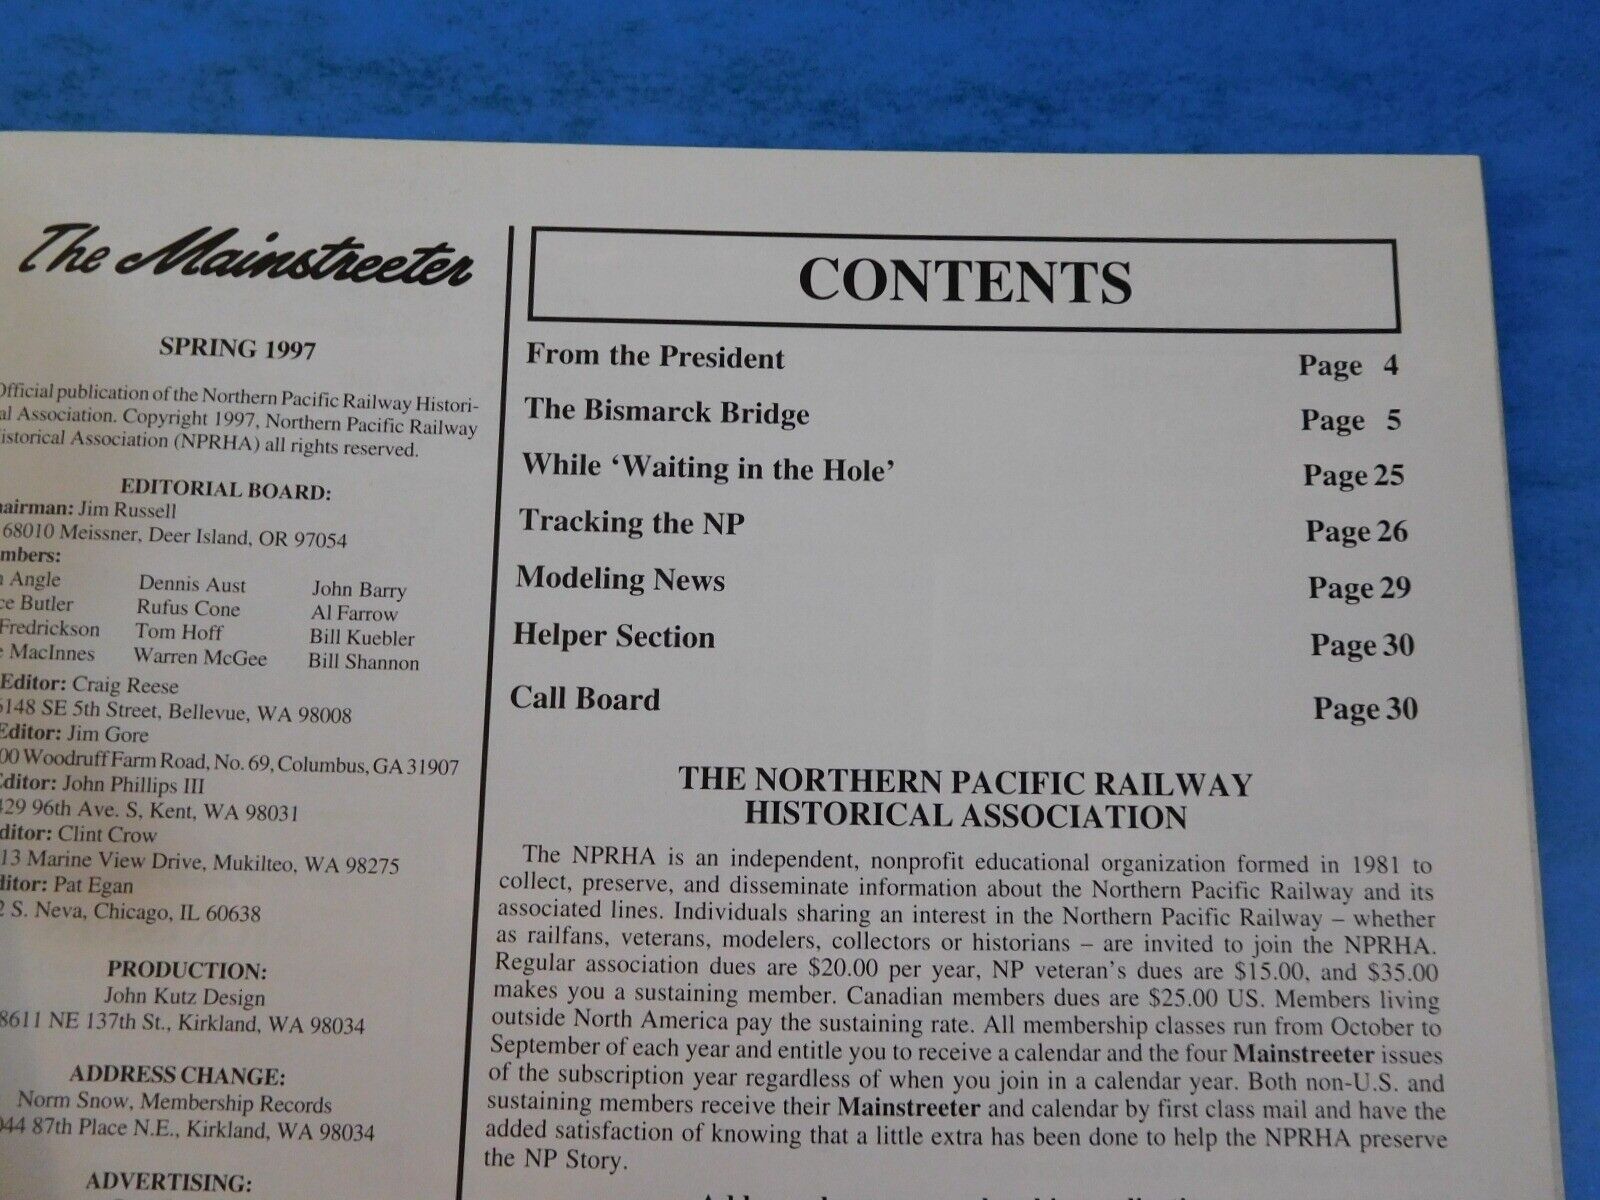 The Mainstreeter
SPRING 1997
Official publication of the Northern Pacific Railway Histori-
al Association. Copyright 1997, Northern Pacific Railway
istorical Association (NPRHA) all rights reserved.
EDITORIAL BOARD:
airman: Jim Russell
68010 Meissner, Deer Island, OR 97054
mbers:
Angle Dennis Aust John Barry
ce Butler Rufus Cone Al Farrow
Fredrickson Tom Hoff Bill Kuebler
MacInnes Warren McGee Bill Shannon
Editor: Craig Reese
6148 SE 5th Street, Bellevue, WA 98008
Editor: Jim Gore
00 Woodruff Farm Road, No. 69, Columbus, GA 31907
Editor: John Phillips III
429 96th Ave. S, Kent, WA 98031
ditor: Clint Crow
13 Marine View Drive, Mukilteo, WA 98275
ditor: Pat Egan
2 S. Neva, Chicago, IL 60638
PRODUCTION:
John Kutz Design
8611 NE 137th St., Kirkland, WA 98034
ADDRESS CHANGE:
Norm Snow, Membership Records
044 87th Place N.E., Kirkland, WA 98034
ADVERTISING:
CONTENTS
From the President Page 4
The Bismarck Bridge Page 5
While ‘Waiting in the Hole’ Page 25
Tracking the NP Page 26
Modeling News Page 29
Helper Section Page 30
Call Board Page 30
THE NORTHERN PACIFIC RAILWAY
HISTORICAL ASSOCIATION
The NPRHA is an independent, nonprofit educational organization formed in 1981 to
collect, preserve, and disseminate information about the Northern Pacific Railway and its
associated lines. Individuals sharing an interest in the Northern Pacific Railway – whether
as railfans, veterans, modelers, collectors or historians – are invited to join the NPRHA.
Regular association dues are $20.00 per year, NP veteran's dues are $15.00, and $35.00
makes you a sustaining member. Canadian members dues are $25.00 US. Members living
outside North America pay the sustaining rate. All membership classes run from October to
September of each year and entitle you to receive a calendar and the four Mainstreeter issues
of the subscription year regardless of when you join in a calendar year. Both non-U.S. and
sustaining members receive their Mainstreeter and calendar by first class mail and have the
added satisfaction of knowing that a little extra has been done to help the NPRHA preserve
the NP Story.